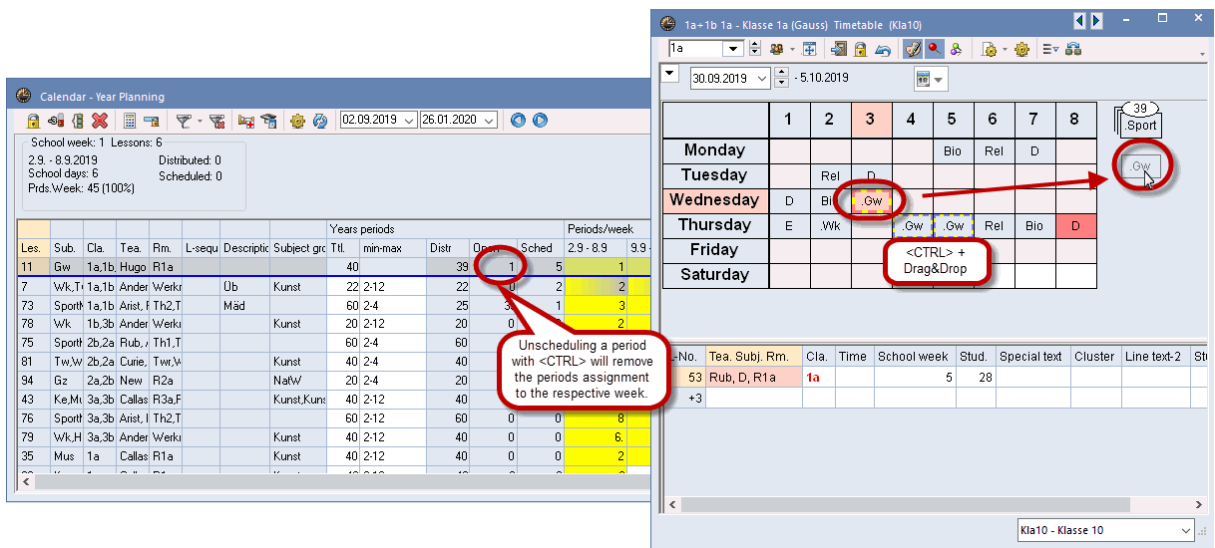 Calendar - Year Planning
02.09.2019 26.01.2020
School week: 1 Lessons: 6
2.9. - 8.9.2019 Distributed: 0
School days: 6 Scheduled: 0
Prds.Week: 45 (100%)
Years periods Periods/week
Les. Sub. Cla. Tea. Rm. L-sequ Descriptic Subject gro Ttl. min-max Distr Open Sched 2.9 - 8.9 9.9 -
11 Gw 1a,1b, Hugo R1a 40 39 1 5 1
7 Wk,T 1a,1b Ander Werkr Üb Kunst 22 2-12 22 0 2 2
73 Sport 1a,1b Arist, Th2,T Mäd 60 2-4 25 1 3
78 Wk 1b,3b Ander Werkr Kunst 20 2-12 20 0 2
75 Sport 2b,2a Rub, Th1,T 60 2-4 60
81 Tw,W 2b,2a Curie, Twr,W Kunst 40 2-4 40
94 Gz 2a,2b New R2a NatW 20 2-4 20
43 Ke,Mu 3a,3b Callas R3a,F Kunst,Kuns 40 2-12 40
76 Sport 3a,3b Arist, Th2,T 60 2-12 60 0 0 8
79 Wk,H 3a,3b Ander Werkr Kunst 40 2-12 40 0 0 6.
35 Mus 1a Callas R1a Kunst 40 2-12 40 0 0 2
Unscheduling a period
with <CTRL> will remove
the periods assignment
to the respective week.
1a+1b 1a - Klasse 1a (Gauss) Timetable (Kla10)
1a
30.09.2019 - 5.10.2019
1 2 3 4 5 6 7 8
39
.Sport
Monday Bio Rel D
.Gw
Tuesday Rel D
Wednesday D Bi .Gw
Thursday E .Wk .Gw .Gw Rel Bio D
Friday
Saturday
<CTRL> +
Drag&Drop
-No. Tea. Subj. Rm. Cla. Time School week Stud. Special text Cluster Line text-2 St
53 Rub, D, R1a 1a 5 28
+3
Kla10 - Klasse 10